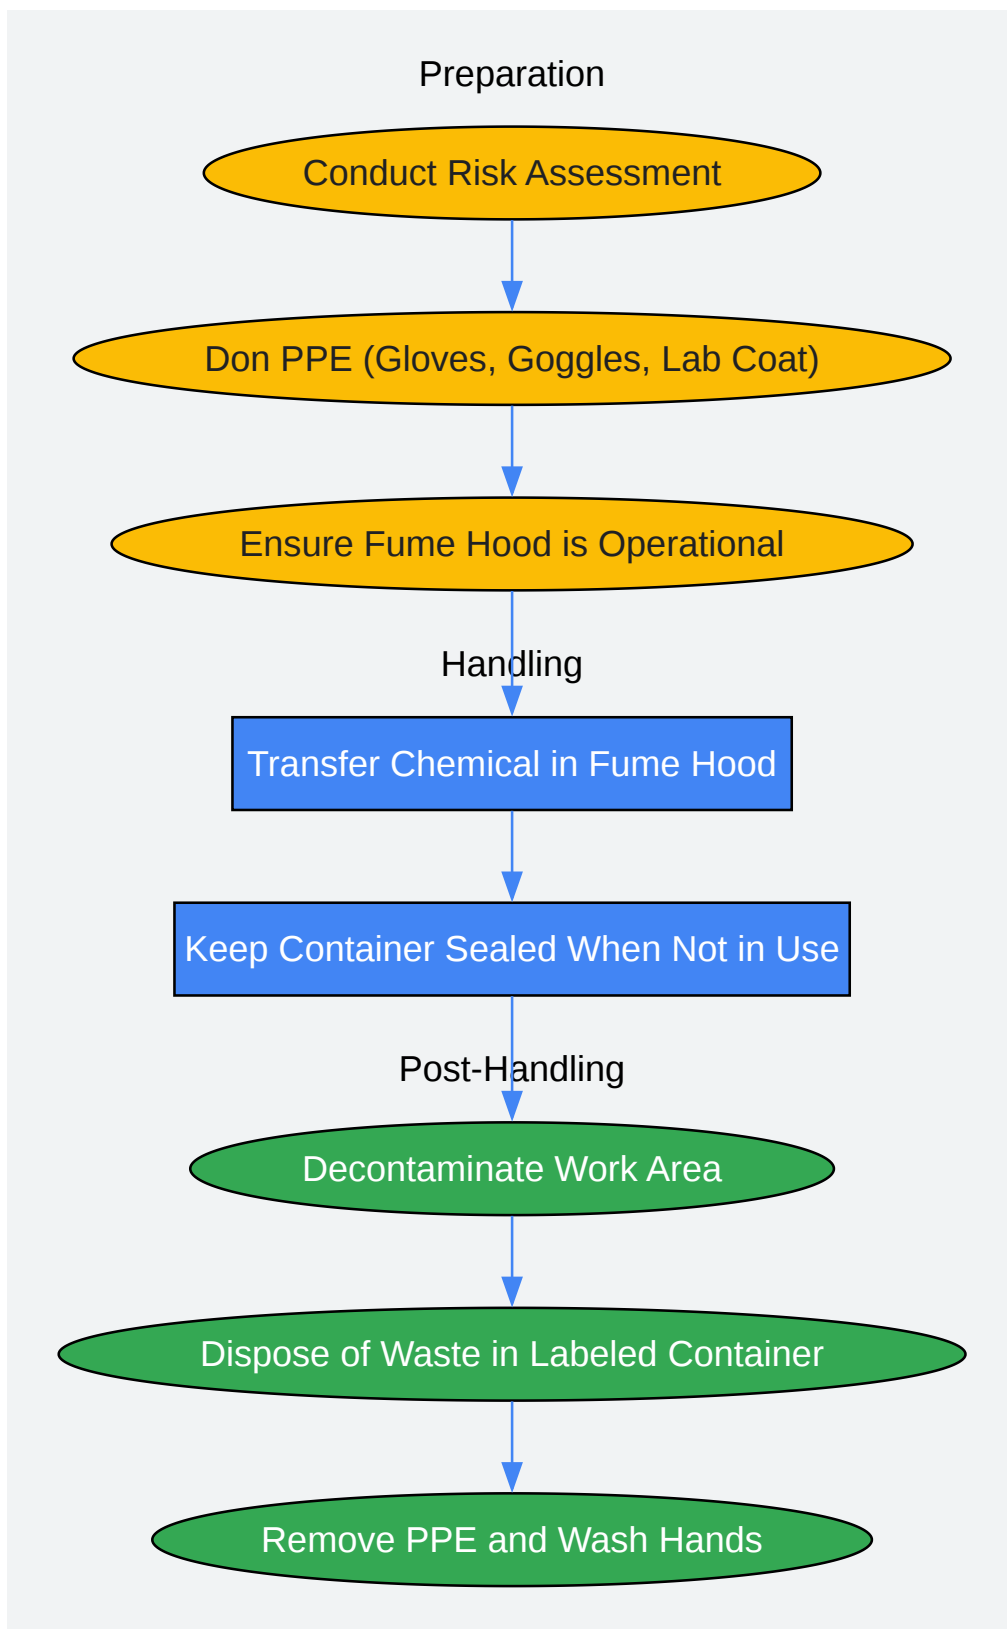 Preparation
Conduct Risk Assessment
Don PPE (Gloves, Goggles, Lab Coat)
Ensure Fume Hood is Operational
Handling
Transfer Chemical in Fume Hood
Keep Container Sealed When Not in Use
Post-Handling
Decontaminate Work Area
Dispose of Waste in Labeled Container
Remove PPE and Wash Hands